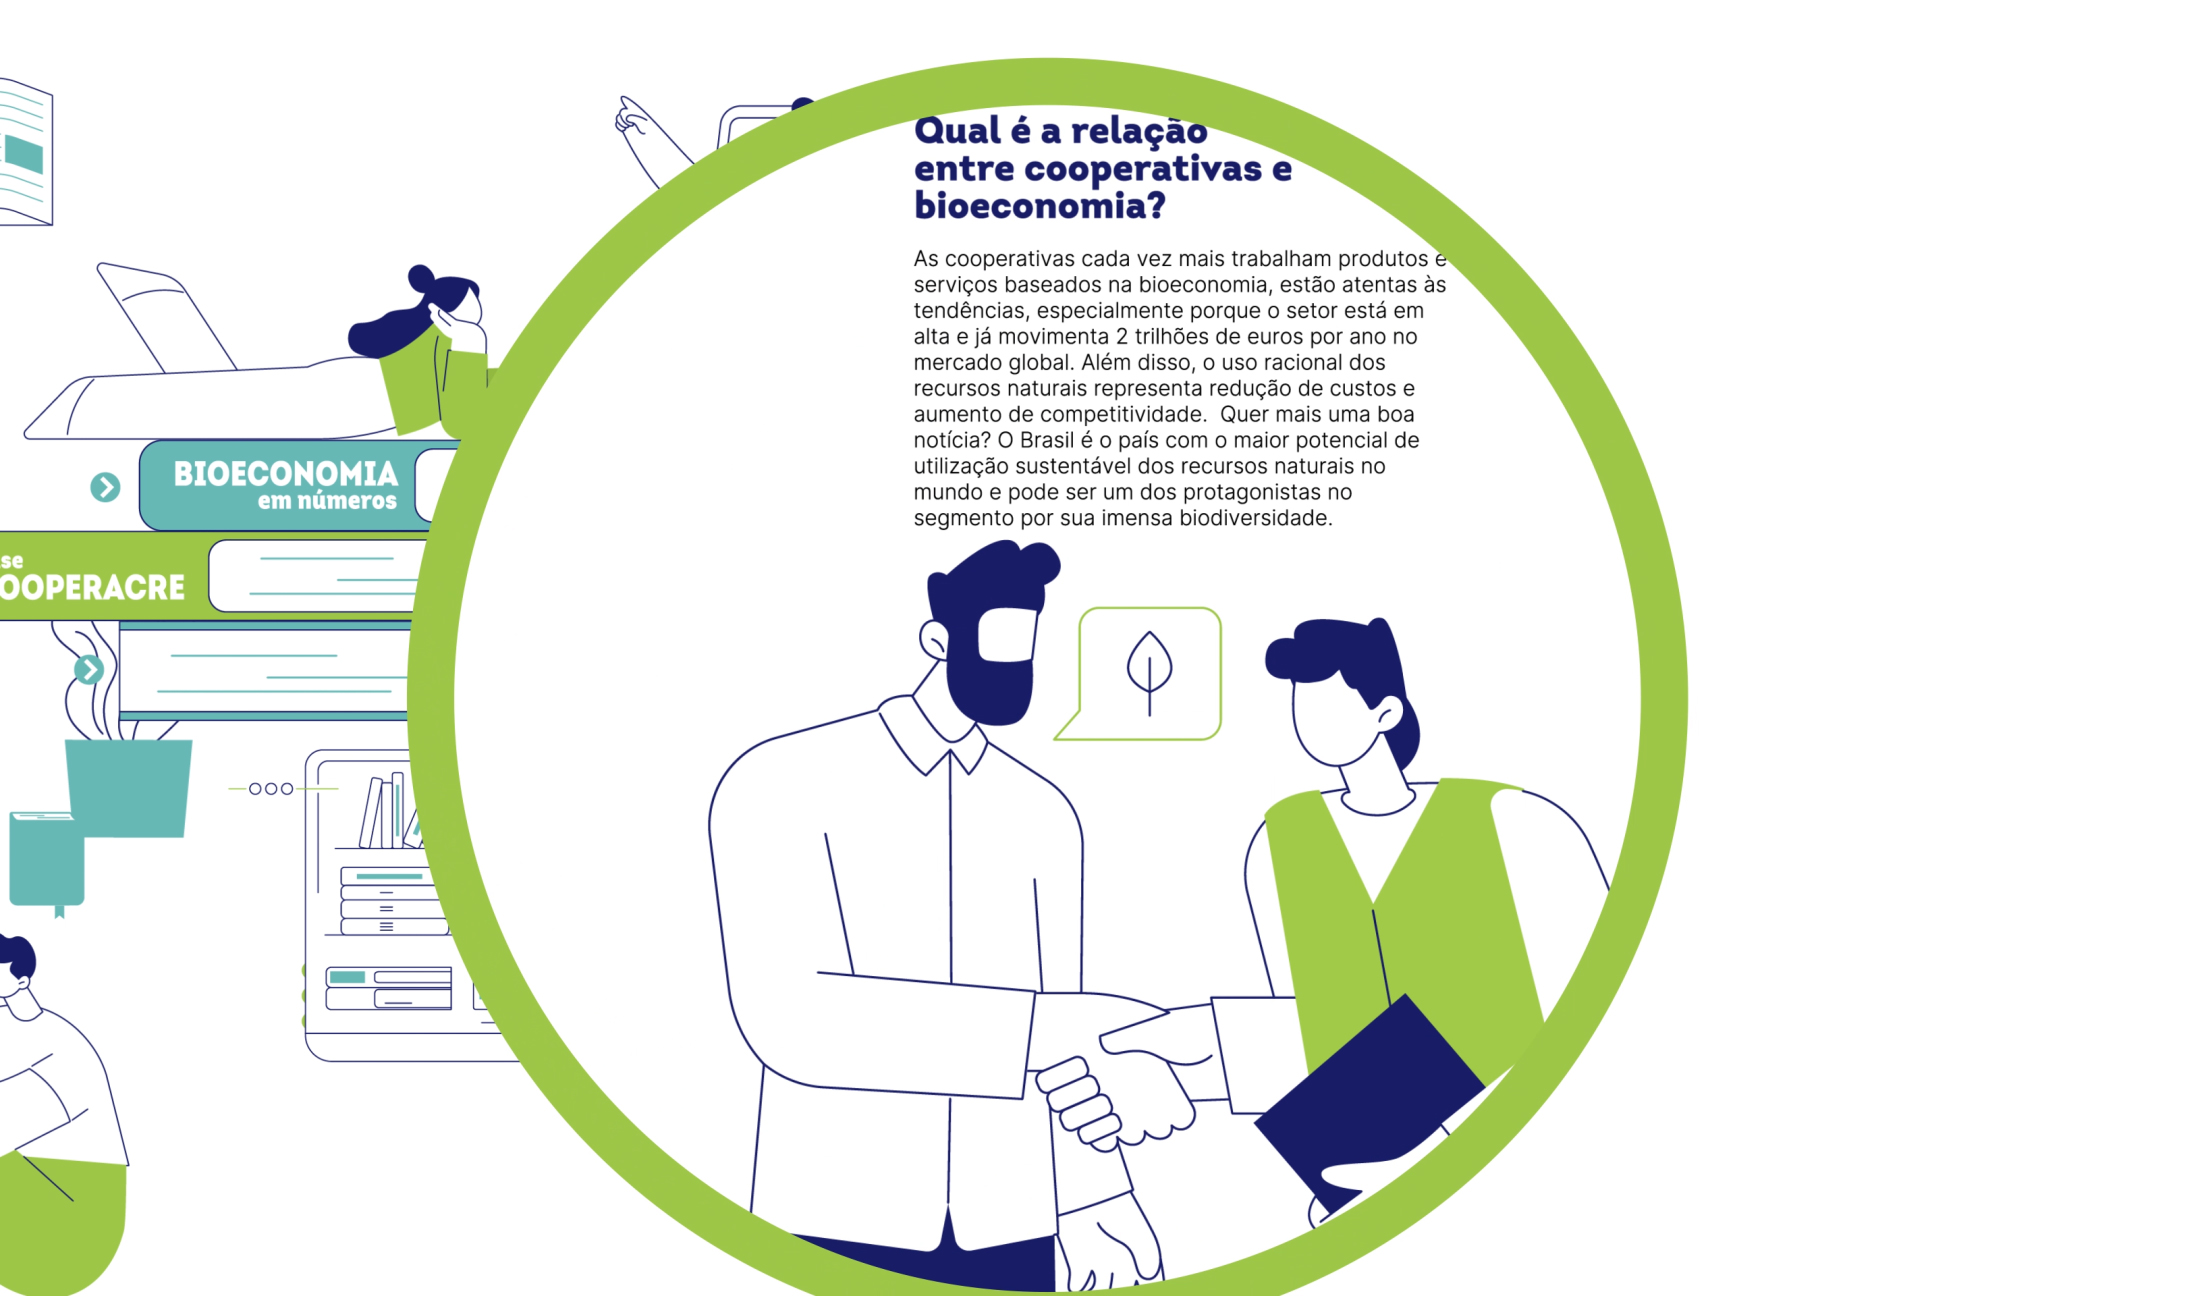 Qual é a relação
entre cooperativas e
bioeconomia?
As cooperativas cada vez mais trabalham produtos e
serviços baseados na bioeconomia, estão atentas às
tendências, especialmente porque o setor está em
alta e já movimenta 2 trilhões de euros por ano no
mercado global. Além disso, o uso racional dos
recursos naturais representa redução de custos e
aumento de competitividade.  Quer mais uma boa
notícia? O Brasil é o país com o maior potencial de
utilização sustentável dos recursos naturais no
mundo e pode ser um dos protagonistas no
segmento por sua imensa biodiversidade.
BIOECONOMIA
em números
se
OOPERACRE